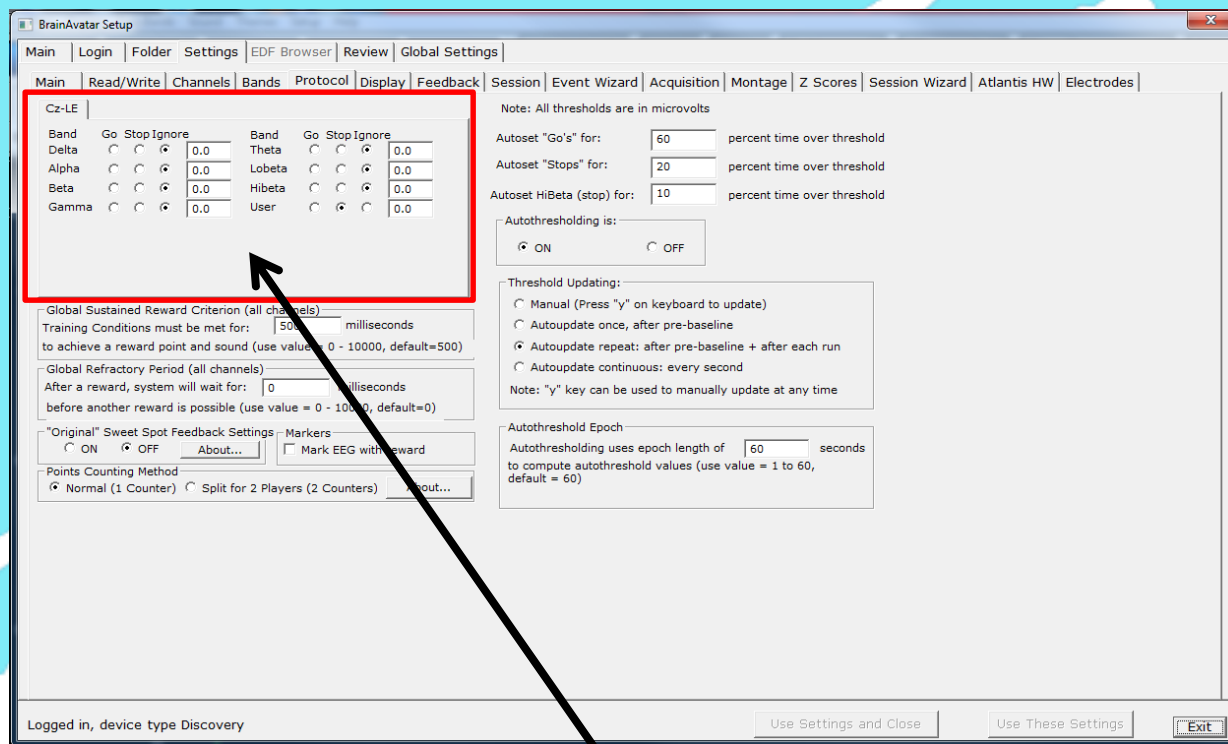 BrainAvatar Setup
Main Login Folder Settings EDF Browser Review Global Settings
Main Read/Write Channels Bands Protocol Display Feedback Session Event Wizard Acquisition Montage Z Scores Session Wizard Atlantis HW Electrodes
Cz-LE
Band Go Stop Ignore Band Go Stop Ignore
Delta 0.0 Theta 0.0
Alpha 0.0 Lobeta 0.0
Beta 0.0 Hibeta 0.0
Gamma 0.0 User 0.0
Global Sustained Reward Criterion (all channels)
Training Conditions must be met for: 500 milliseconds
to achieve a reward point and sound (use value = 0 - 10000, default=500)
Global Refractory Period (all channels)
After a reward, system will wait for: 0 milliseconds
before another reward is possible (use value = 0 - 10000, default=0)
"Original" Sweet Spot Feedback Settings Markers
ON OFF About... Mark EEG with reward
Points Counting Method
Normal (1 Counter) Split for 2 Players (2 Counters) About...
Note: All thresholds are in microvolts
Autoset "Go's" for: 60 percent time over threshold
Autoset "Stops" for: 20 percent time over threshold
Autoset HiBeta (stop) for: 10 percent time over threshold
Autothresholding is:
ON OFF
Threshold Updating:
Manual (Press "y" on keyboard to update)
Autoupdate once, after pre-baseline
Autoupdate repeat: after pre-baseline + after each run
Autoupdate continuous: every second
Note: "y" key can be used to manually update at any time
Autothreshold Epoch
Autothresholding uses epoch length of 60 seconds
to compute autothreshold values (use value = 1 to 60,
default = 60)
Logged in, device type Discovery Use Settings and Close Use These Settings Exit